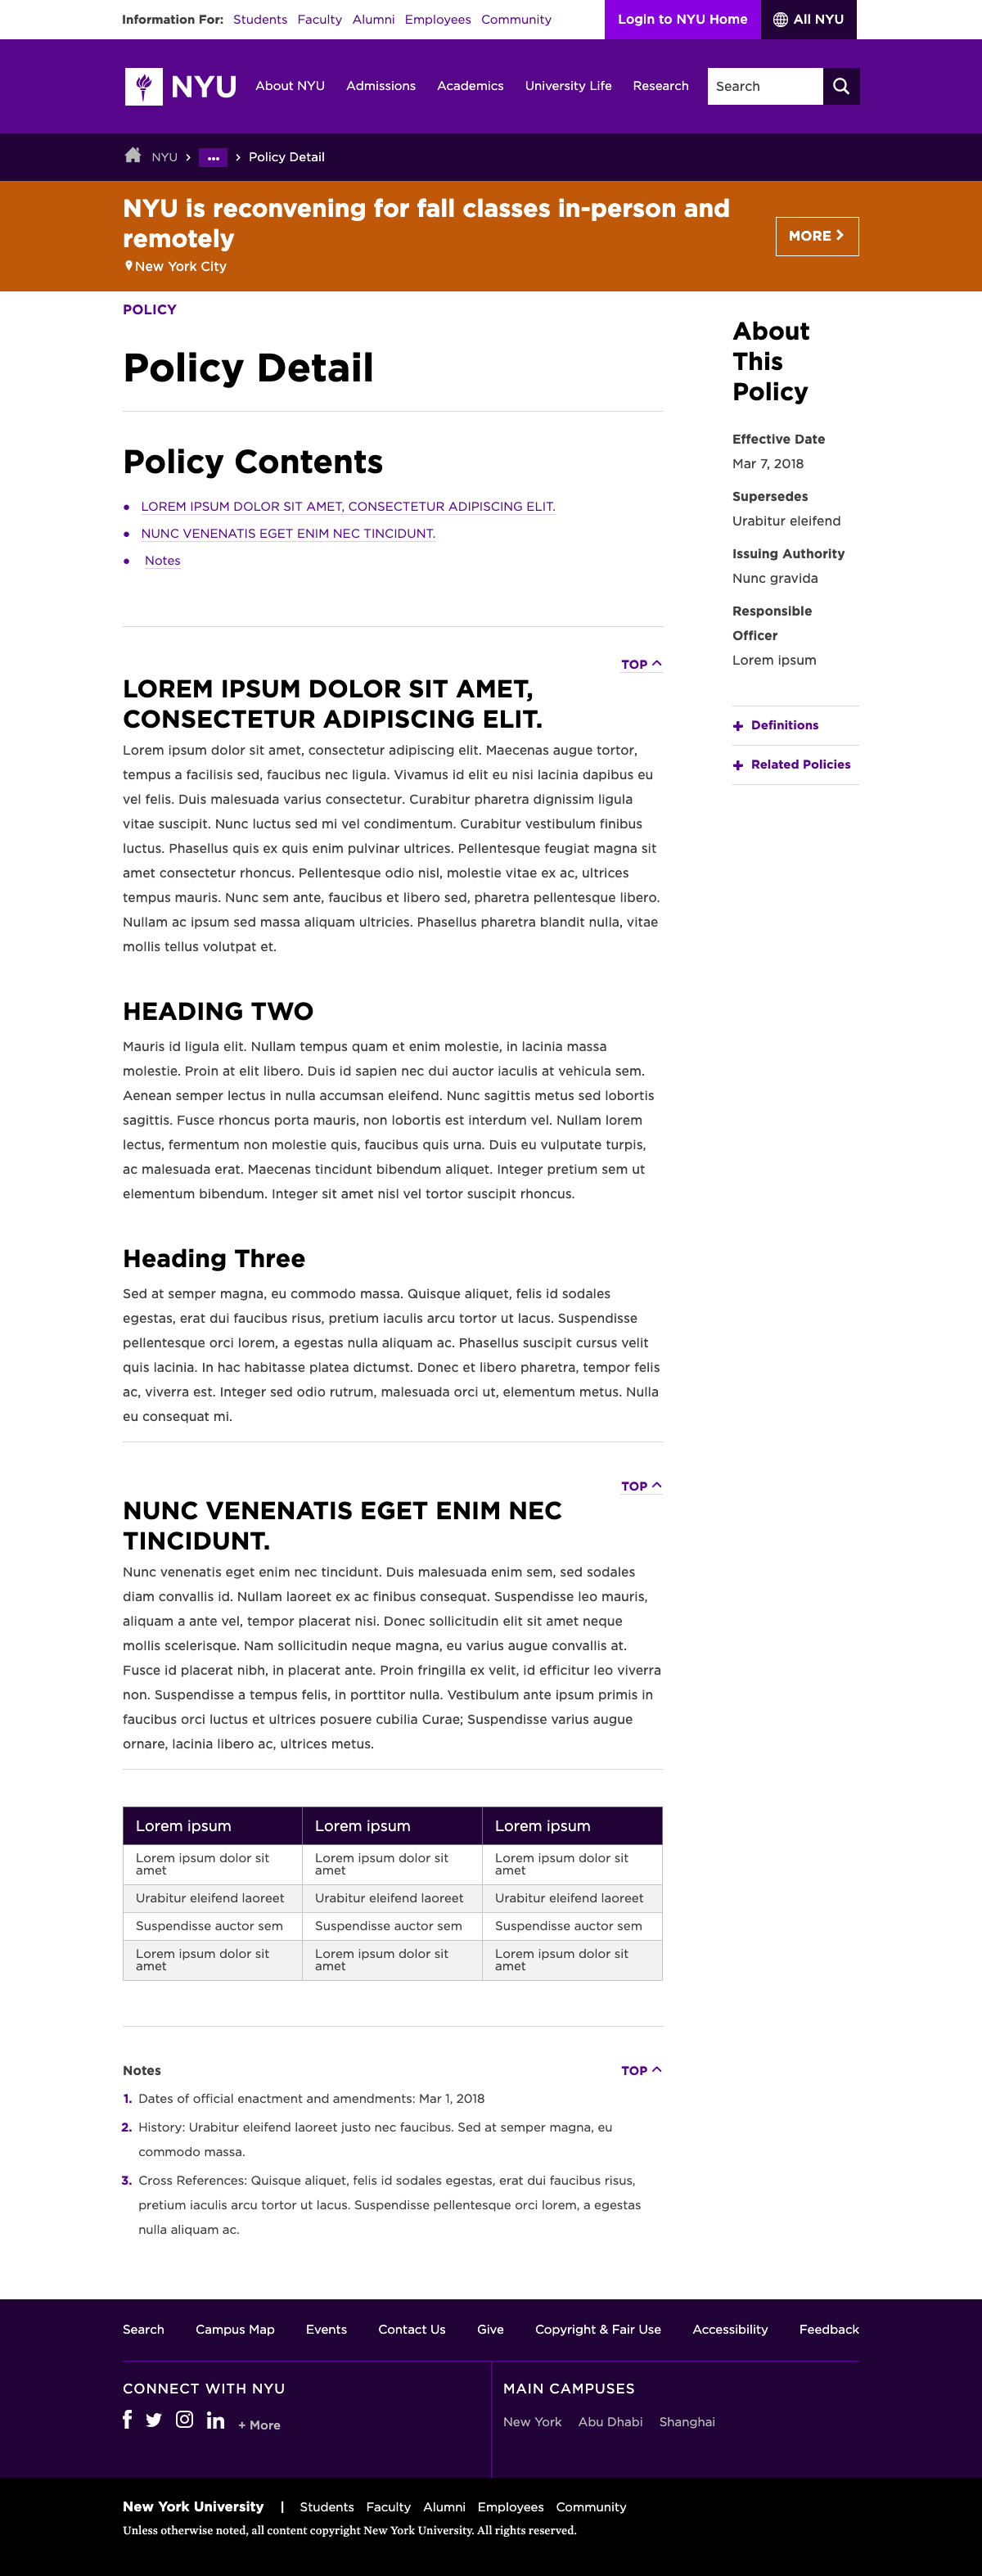 Information For: Students Faculty Alumni Employees Community Login to NYU Home All NYU
NYU About NYU Admissions Academics University Life Research Search
NYU › ••• › Policy Detail
NYU is reconvening for fall classes in-person and
remotely
New York City
MORE
POLICY
Policy Detail
Policy Contents
LOREM IPSUM DOLOR SIT AMET, CONSECTETUR ADIPISCING ELIT.
NUNC VENENATIS EGET ENIM NEC TINCIDUNT.
Notes
TOP
LOREM IPSUM DOLOR SIT AMET,
CONSECTETUR ADIPISCING ELIT.
Lorem ipsum dolor sit amet, consectetur adipiscing elit. Maecenas augue tortor,
tempus a facilisis sed, faucibus nec ligula. Vivamus id elit eu nisi lacinia dapibus eu
vel felis. Duis malesuada varius consectetur. Curabitur pharetra dignissim ligula
vitae suscipit. Nunc luctus sed mi vel condimentum. Curabitur vestibulum finibus
luctus. Phasellus quis ex quis enim pulvinar ultrices. Pellentesque feugiat magna sit
amet consectetur rhoncus. Pellentesque odio nisl, molestie vitae ex ac, ultrices
tempus mauris. Nunc sem ante, faucibus et libero sed, pharetra pellentesque libero.
Nullam ac ipsum sed massa aliquam ultricies. Phasellus pharetra blandit nulla, vitae
mollis tellus volutpat et.
HEADING TWO
Mauris id ligula elit. Nullam tempus quam et enim molestie, in lacinia massa
molestie. Proin at elit libero. Duis id sapien nec dui auctor iaculis at vehicula sem.
Aenean semper lectus in nulla accumsan eleifend. Nunc sagittis metus sed lobortis
sagittis. Fusce rhoncus porta mauris, non lobortis est interdum vel. Nullam lorem
lectus, fermentum non molestie quis, faucibus quis urna. Duis eu vulputate turpis,
ac malesuada erat. Maecenas tincidunt bibendum aliquet. Integer pretium sem ut
elementum bibendum. Integer sit amet nisl vel tortor suscipit rhoncus.
Heading Three
Sed at semper magna, eu commodo massa. Quisque aliquet, felis id sodales
egestas, erat dui faucibus risus, pretium iaculis arcu tortor ut lacus. Suspendisse
pellentesque orci lorem, a egestas nulla aliquam ac. Phasellus suscipit cursus velit
quis lacinia. In hac habitasse platea dictumst. Donec et libero pharetra, tempor felis
ac, viverra est. Integer sed odio rutrum, malesuada orci ut, elementum metus. Nulla
eu consequat mi.
TOP
NUNC VENENATIS EGET ENIM NEC
TINCIDUNT.
Nunc venenatis eget enim nec tincidunt. Duis malesuada enim sem, sed sodales
diam convallis id. Nullam laoreet ex ac finibus consequat. Suspendisse leo mauris,
aliquam a ante vel, tempor placerat nisi. Donec sollicitudin elit sit amet neque
mollis scelerisque. Nam sollicitudin neque magna, eu varius augue convallis at.
Fusce id placerat nibh, in placerat ante. Proin fringilla ex velit, id efficitur leo viverra
non. Suspendisse a tempus felis, in porttitor nulla. Vestibulum ante ipsum primis in
faucibus orci luctus et ultrices posuere cubilia Curae; Suspendisse varius augue
ornare, lacinia libero ac, ultrices metus.
Lorem ipsum Lorem ipsum Lorem ipsum
Lorem ipsum dolor sit Lorem ipsum dolor sit Lorem ipsum dolor sit
amet amet amet
Urabitur eleifend laoreet Urabitur eleifend laoreet Urabitur eleifend laoreet
Suspendisse auctor sem Suspendisse auctor sem Suspendisse auctor sem
Lorem ipsum dolor sit Lorem ipsum dolor sit Lorem ipsum dolor sit
amet amet amet
Notes TOP
1. Dates of official enactment and amendments: Mar 1, 2018
2. History: Urabitur eleifend laoreet justo nec faucibus. Sed at semper magna, eu
commodo massa.
3. Cross References: Quisque aliquet, felis id sodales egestas, erat dui faucibus risus,
pretium iaculis arcu tortor ut lacus. Suspendisse pellentesque orci lorem, a egestas
nulla aliquam ac.
About
This
Policy
Effective Date
Mar 7, 2018
Supersedes
Urabitur eleifend
Issuing Authority
Nunc gravida
Responsible
Officer
Lorem ipsum
Definitions
Related Policies
Search Campus Map Events Contact Us Give Copyright & Fair Use Accessibility Feedback
CONNECT WITH NYU
+ More
MAIN CAMPUSES
New York Abu Dhabi Shanghai
New York University | Students Faculty Alumni Employees Community
Unless otherwise noted, all content copyright New York University. All rights reserved.